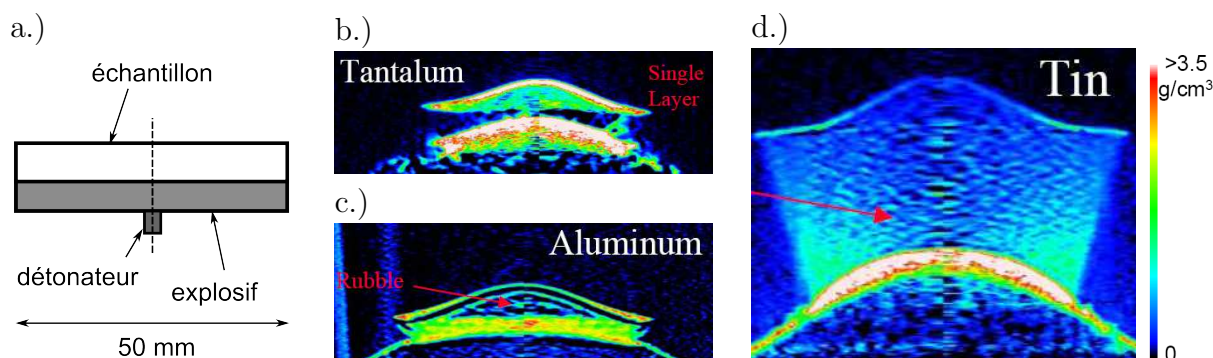 a.)
échantillon
détonateur
explosif
50 mm
b.)
Tantalum
Single
Layer
c.)
Aluminum
Rubble
d.)
Tin
>3.5
g/cm³
0